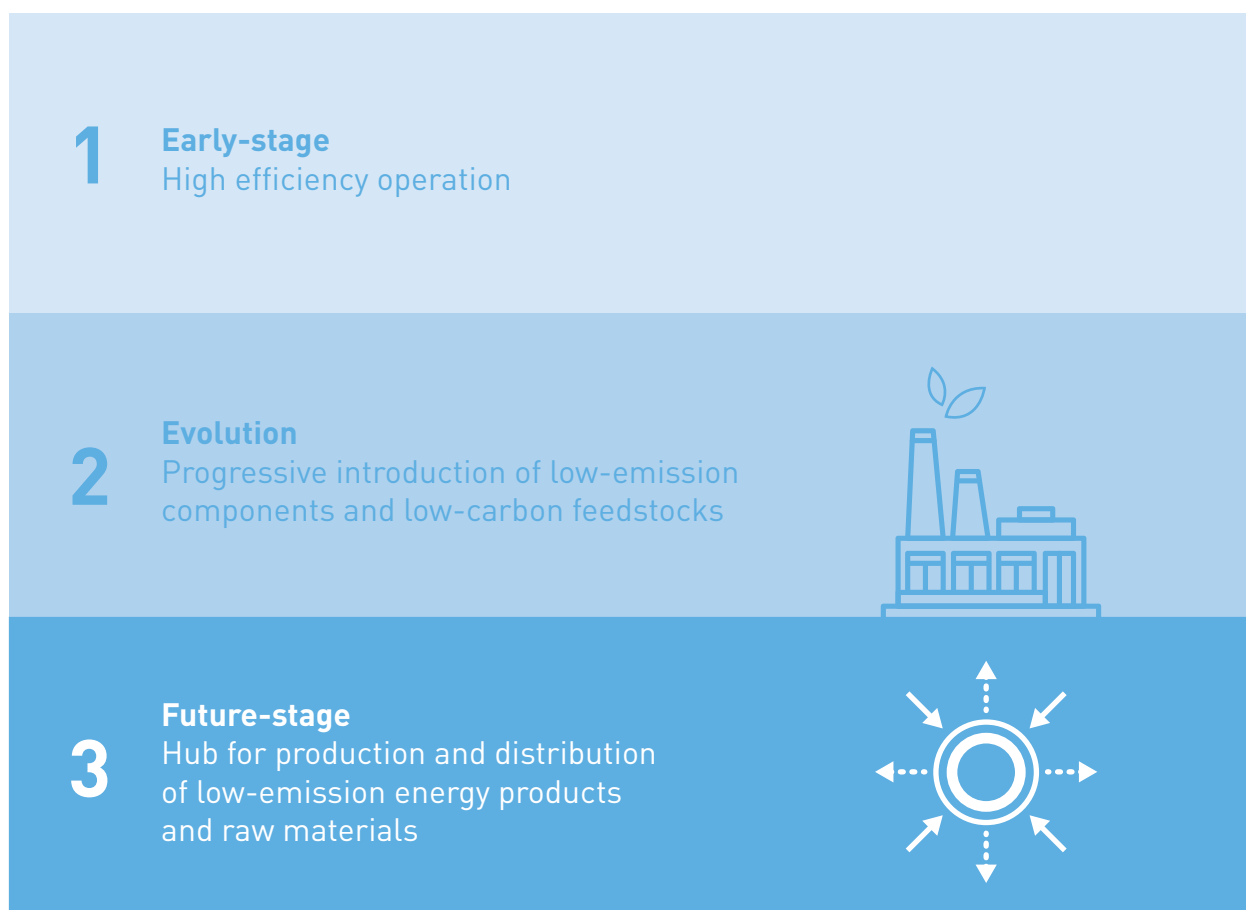 1
Early-stage
High efficiency operation
2
Evolution
Progressive introduction of low-emission
components and low-carbon feedstocks
3
Future-stage
Hub for production and distribution
of low-emission energy products
and raw materials